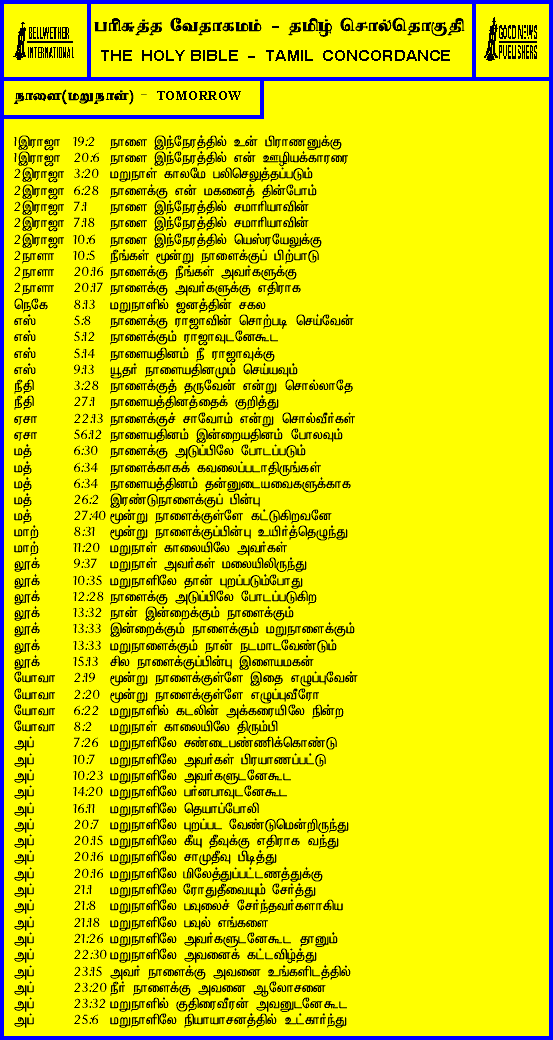 BELLWETHER INTERNATIONAL
பரிசுத்த வேதாகமம் - தமிழ் சொல்தொகுதி
THE HOLY BIBLE - TAMIL CONCORDANCE
GOOD NEWS PUBLISHERS
நாளை(மறுநாள்) - TOMORROW
1இராஜா 19:2 நாளை இந்நேரத்தில் உன் பிராணனுக்கு
1இராஜா 20:6 நாளை இந்நேரத்தில் என் ஊழியக்காரரை
2இராஜா 3:20 மறுநாள் காலமே பலிசெலுத்தப்படும்
2இராஜா 6:28 நாளைக்கு என் மகனைத் தின்போம்
2இராஜா 7:1 நாளை இந்நேரத்தில் சமாரியாவின்
2இராஜா 7:18 நாளை இந்நேரத்தில் சமாரியாவின்
2இராஜா 10:6 நாளை இந்நேரத்தில் யெஸ்ரயேலுக்கு
2நாளா 10:5 நீங்கள் மூன்று நாளைக்குப் பிற்பாடு
2நாளா 20:16 நாளைக்கு நீங்கள் அவர்களுக்கு
2நாளா 20:17 நாளைக்கு அவர்களுக்கு எதிராக
நெகே 8:13 மறுநாளில் ஜனத்தின் சகல
எஸ் 5:8 நாளைக்கு ராஜாவின் சொற்படி செய்வேன்
எஸ் 5:12 நாளைக்கும் ராஜாவுடனேகூட
எஸ் 5:14 நாளையதினம் நீ ராஜாவுக்கு
எஸ் 9:13 யூதர் நாளையதினமும் செய்யவும்
நீதி 3:28 நாளைக்குத் தருவேன் என்று சொல்லாதே
நீதி 27:1 நாளையத்தினத்தைக் குறித்து
ஏசா 22:13 நாளைக்குச் சாவோம் என்று சொல்வீர்கள்
ஏசா 56:12 நாளையதினம் இன்றையதினம் போலவும்
மத் 6:30 நாளைக்கு அடுப்பிலே போடப்படும்
மத் 6:34 நாளைக்காகக் கவலைப்படாதிருங்கள்
மத் 6:34 நாளையத்தினம் தன்னுடையவைகளுக்காக
மத் 26:2 இரண்டுநாளைக்குப் பின்பு
மத் 27:40 மூன்று நாளைக்குள்ளே கட்டுகிறவனே
மாற் 8:31 மூன்று நாளைக்குப்பின்பு உயிர்த்தெழுந்து
மாற் 11:20 மறுநாள் காலையிலே அவர்கள்
லூக் 9:37 மறுநாள் அவர்கள் மலையிலிருந்து
லூக் 10:35 மறுநாளிலே தான் புறப்படும்போது
லூக் 12:28 நாளைக்கு அடுப்பிலே போடப்படுகிற
லூக் 13:32 நான் இன்றைக்கும் நாளைக்கும்
லூக் 13:33 இன்றைக்கும் நாளைக்கும் மறுநாளைக்கும்
லூக் 13:33 மறுநாளைக்கும் நான் நடமாடவேண்டும்
லூக் 15:13 சில நாளைக்குப்பின்பு இளையமகன்
யோவா 2:19 மூன்று நாளைக்குள்ளே இதை எழுப்புவேன்
யோவா 2:20 மூன்று நாளைக்குள்ளே எழுப்புவீரோ
யோவா 6:22 மறுநாளில் கடலின் அக்கரையிலே நின்ற
யோவா 8:2 மறுநாள் காலையிலே திரும்பி
அப் 7:26 மறுநாளிலே சண்டைபண்ணிக்கொண்டு
அப் 10:7 மறுநாளிலே அவர்கள் பிரயாணப்பட்டு
அப் 10:23 மறுநாளிலே அவர்களுடனேகூட
அப் 14:20 மறுநாளிலே பர்னபாவுடனேகூட
அப் 16:11 மறுநாளிலே தெயாப்போலி
அப் 20:7 மறுநாளிலே புறப்பட வேண்டுமென்றிருந்து
அப் 20:15 மறுநாளிலே கீயு தீவுக்கு எதிராக வந்து
அப் 20:16 மறுநாளிலே சாமுதீவு பிடித்து
அப் 20:16 மறுநாளிலே மிலேத்துப்பட்டணத்துக்கு
அப் 21:1 மறுநாளிலே ரோதுதீவையும் சேர்த்து
அப் 21:8 மறுநாளிலே பவுலைச் சேர்ந்தவர்களாகிய
அப் 21:18 மறுநாளிலே பவுல் எங்களை
அப் 21:26 மறுநாளிலே அவர்களுடனேகூட தானும்
அப் 22:30 மறுநாளிலே அவனைக் கட்டவிழ்த்து
அப் 23:15 அவர் நாளைக்கு அவனை உங்களிடத்தில்
அப் 23:20 நீர் நாளைக்கு அவனை ஆலோசனை
அப் 23:32 மறுநாளில் குதிரைவீரன் அவனுடனேகூட
அப் 25:6 மறுநாளிலே நியாயாசனத்தில் உட்கார்ந்து